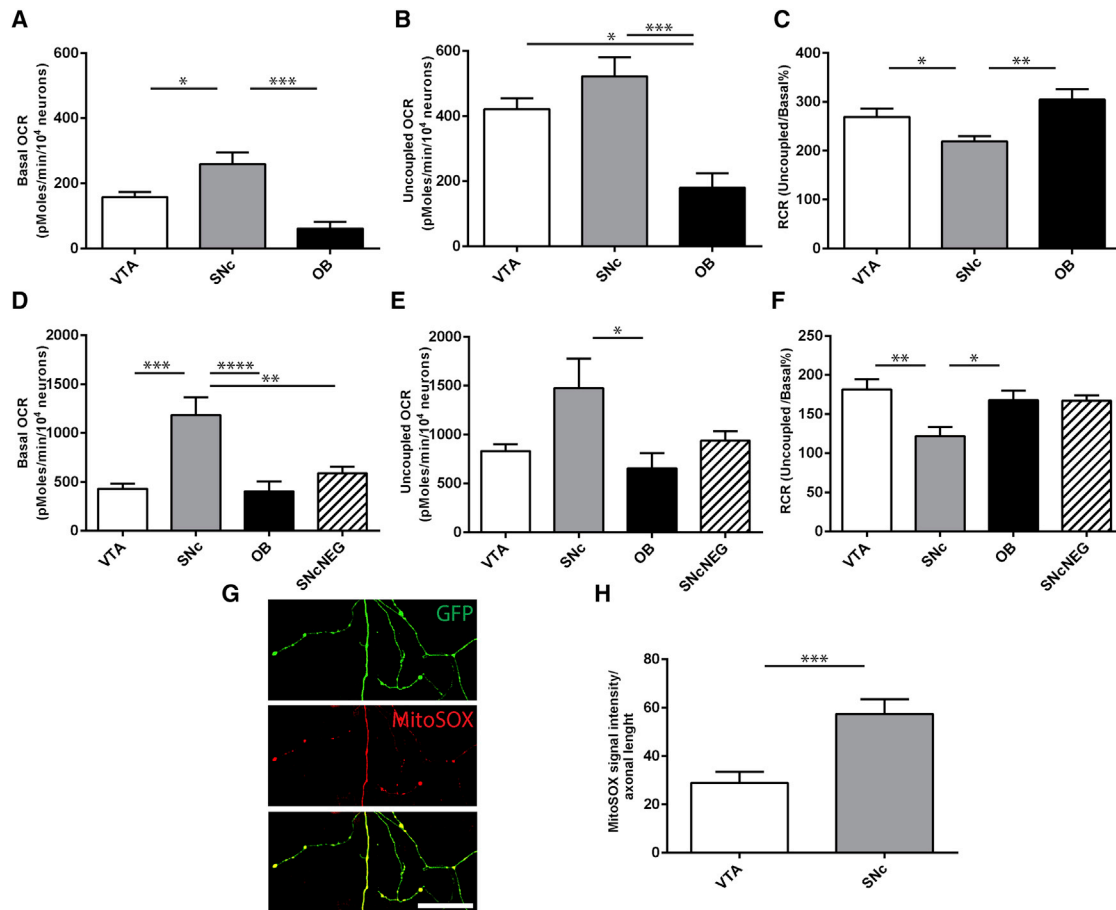 A
Basal OCR
(pMoles/min/10⁴ neurons)
600
400
200
0
*
***
VTA
SNc
OB
B
Uncoupled OCR
(pMoles/min/10⁴ neurons)
600
400
200
0
*
***
VTA
SNc
OB
C
RCR (Uncoupled/Basal%)
400
300
200
100
0
*
**
VTA
SNc
OB
D
Basal OCR
(pMoles/min/10⁴ neurons)
2000
1500
1000
500
0
***
****
**
VTA
SNc
OB
SNcNEG
E
Uncoupled OCR
(pMoles/min/10⁴ neurons)
2000
1500
1000
500
0
*
VTA
SNc
OB
SNcNEG
F
RCR (Uncoupled /Basal%)
250
200
150
100
50
0
**
*
VTA
SNc
OB
SNcNEG
G
GFP
MitoSOX
H
MitoSOX signal intensity/
axonal lenght
80
60
40
20
0
***
VTA
SNc